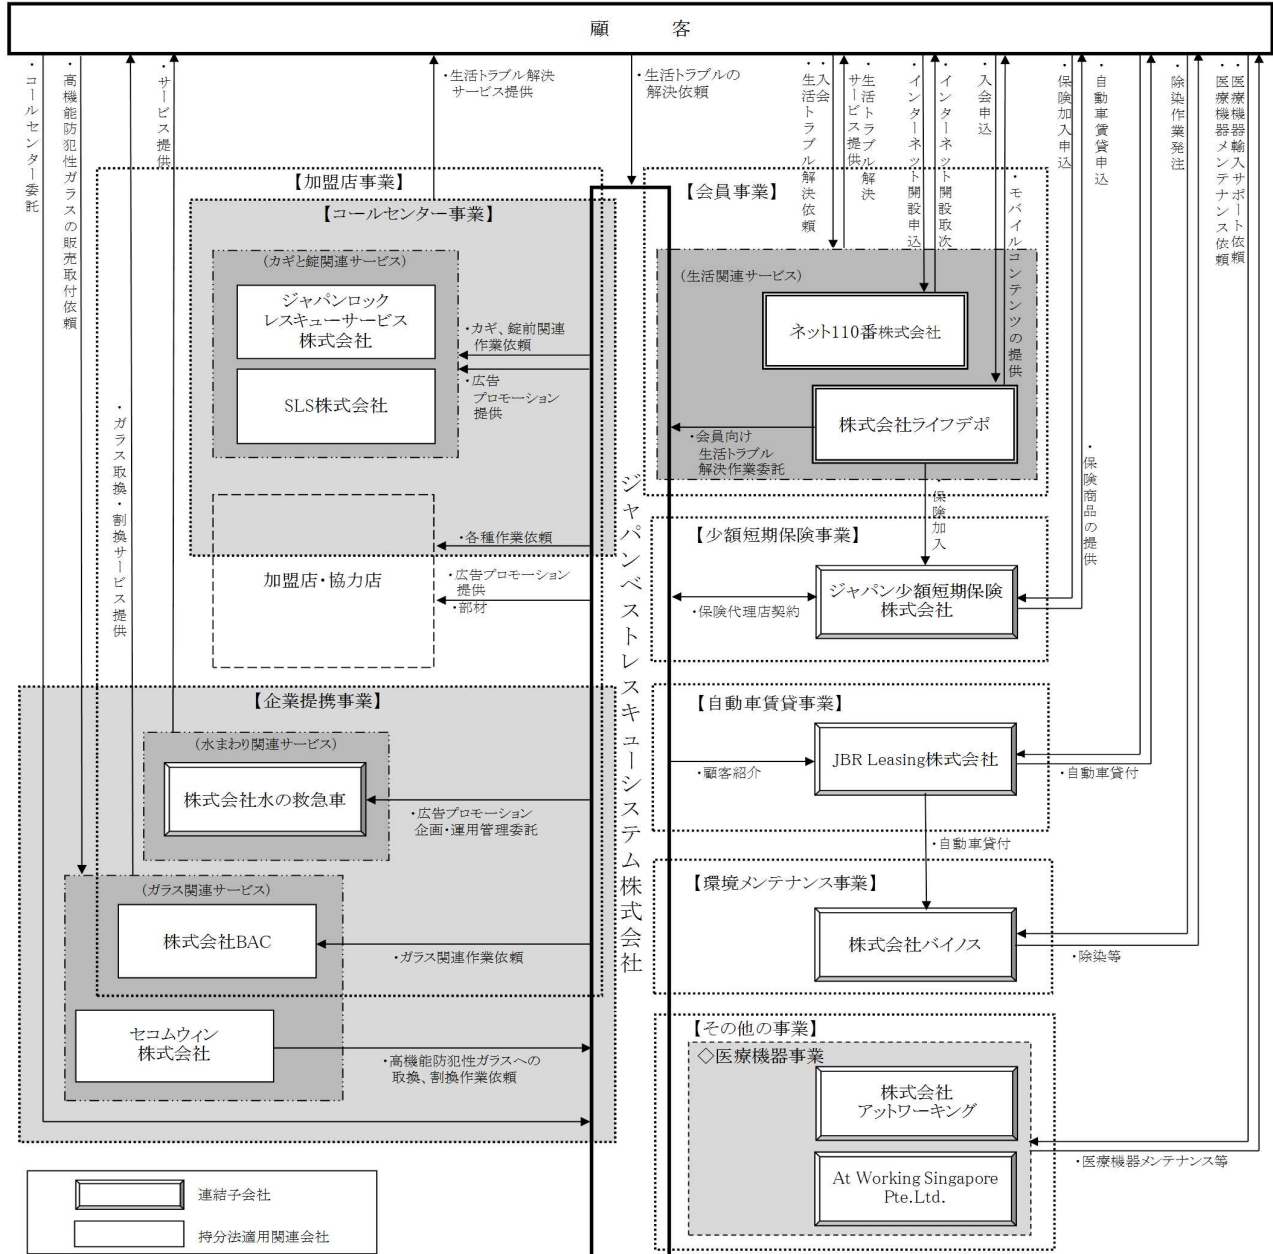 顧　客
・コールセンター委託
・高機能防犯性ガラスの販売取付依頼
・ガラス取換・割換サービス提供
・サービス提供
・生活トラブル解決
サービス提供
・生活トラブルの
解決依頼
・入会
・生活トラブル解決依頼
・生活トラブル解決
サービス提供
・インターネット開設申込
・インターネット開設取次
・入会申込
・モバイルコンテンツの提供
・保険加入申込
・保険商品の提供
・自動車賃貸申込
・除染作業発注
・医療機器輸入サポート依頼
・医療機器メンテナンス依頼
【加盟店事業】
【コールセンター事業】
(カギと錠関連サービス)
ジャパンロック
レスキューサービス
株式会社
SLS株式会社
・カギ、錠前関連
作業依頼
・広告
プロモーション
提供
加盟店・協力店
・各種作業依頼
・広告プロモーション
提供
・部材
【企業提携事業】
(水まわり関連サービス)
株式会社水の救急車
・広告プロモーション
企画・運用管理委託
(ガラス関連サービス)
株式会社BAC
・ガラス関連作業依頼
セコムウィン
株式会社
・高機能防犯性ガラスへの
取換、割換作業依頼
ジャパンベストレスキューシステム株式会社
【会員事業】
(生活関連サービス)
ネット110番株式会社
株式会社ライフデポ
・会員向け
生活トラブル
解決作業委託
・保険加入
【少額短期保険事業】
ジャパン少額短期保険
株式会社
・保険代理店契約
【自動車賃貸事業】
JBR Leasing株式会社
・顧客紹介
・自動車貸付
・自動車貸付
【環境メンテナンス事業】
株式会社バイノス
・除染等
【その他の事業】
◇医療機器事業
株式会社
アットワーキング
At Working Singapore
Pte.Ltd.
・医療機器メンテナンス等
連結子会社
持分法適用関連会社